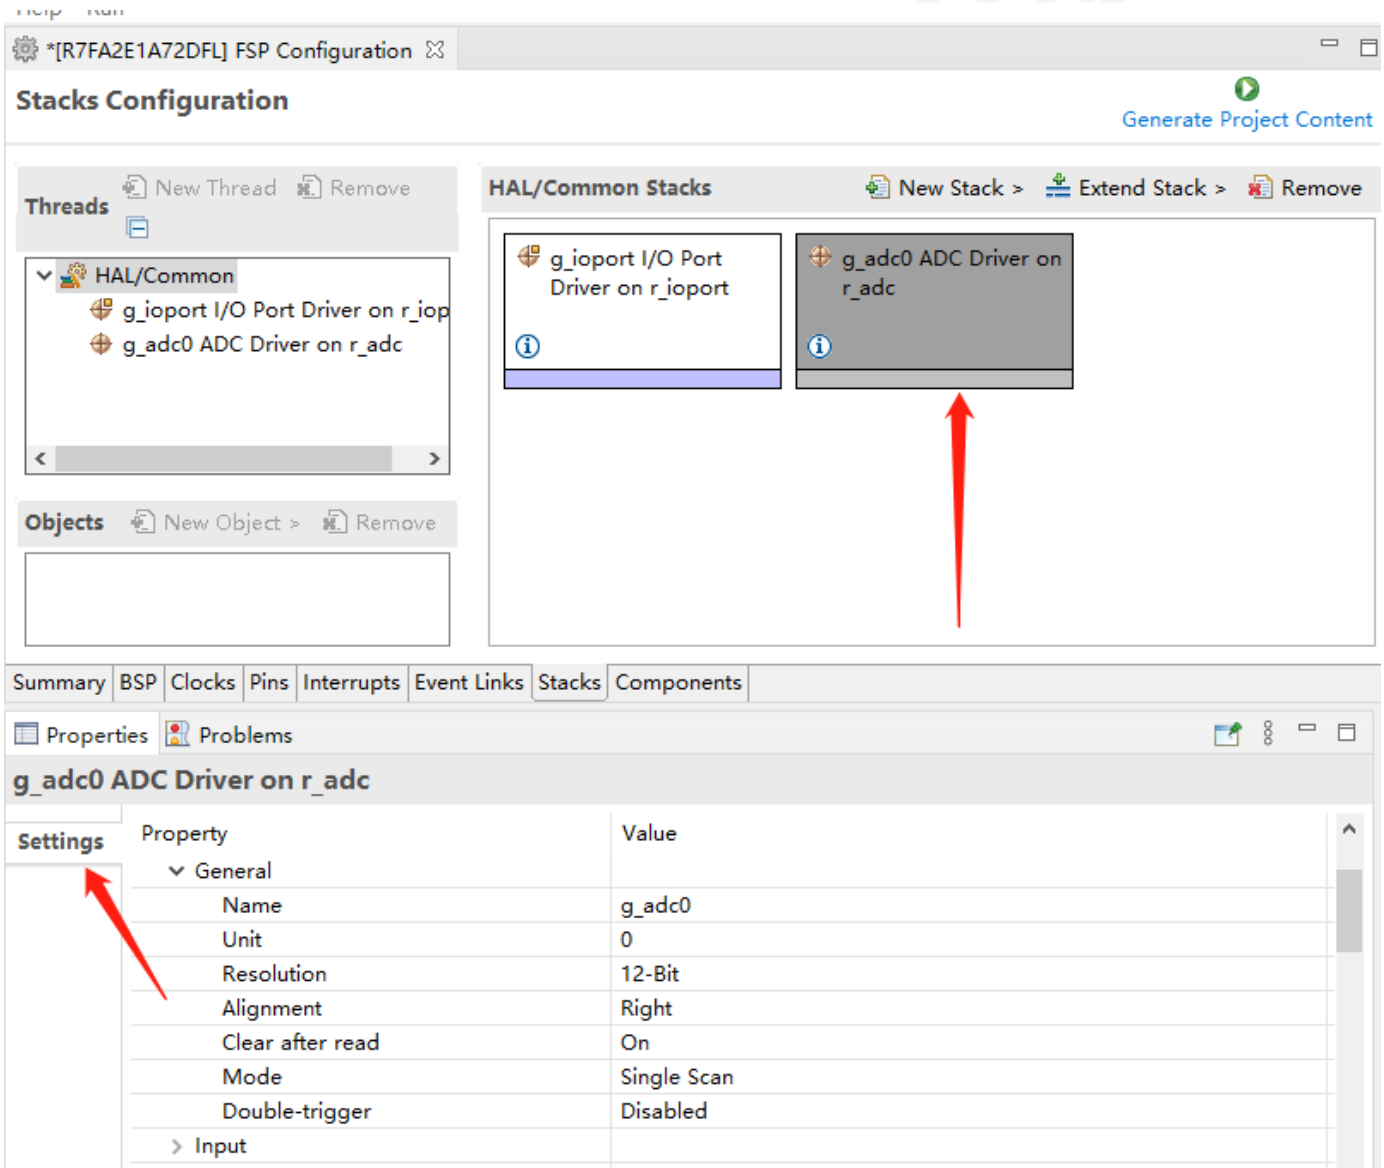 *[R7FA2E1A72DFL] FSP Configuration
Stacks Configuration
Generate Project Content
Threads
New Thread
Remove
HAL/Common
g_ioport I/O Port Driver on r_iop
g_adc0 ADC Driver on r_adc
HAL/Common Stacks
New Stack >
Extend Stack >
Remove
g_ioport I/O Port
Driver on r_ioport
g_adc0 ADC Driver on
r_adc
Objects
New Object >
Remove
Summary
BSP
Clocks
Pins
Interrupts
Event Links
Stacks
Components
Properties
Problems
g_adc0 ADC Driver on r_adc
Settings
Property Value
General
Name g_adc0
Unit 0
Resolution 12-Bit
Alignment Right
Clear after read On
Mode Single Scan
Double-trigger Disabled
Input